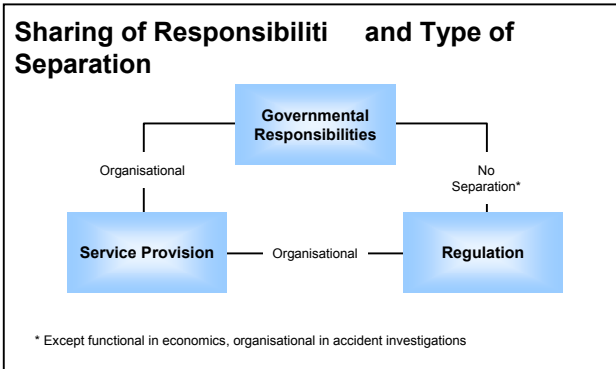 Sharing of Responsibiliti and Type of
Separation
Governmental
Responsibilities
Organisational
No
Separation*
Service Provision
Organisational
Regulation
* Except functional in economics, organisational in accident investigations